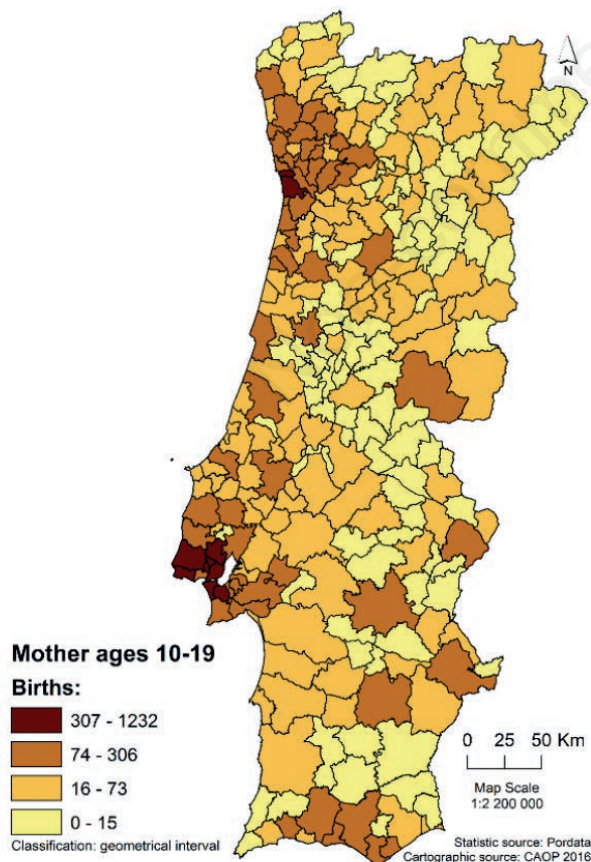 N
Mother ages 10-19
Births:
307 - 1232
74 - 306
16 - 73
0 - 15
Classification: geometrical interval
0 25 50 Km
Map Scale
1:2 200 000
Statistic source: Pordata
Cartographic source: CAOP 2016